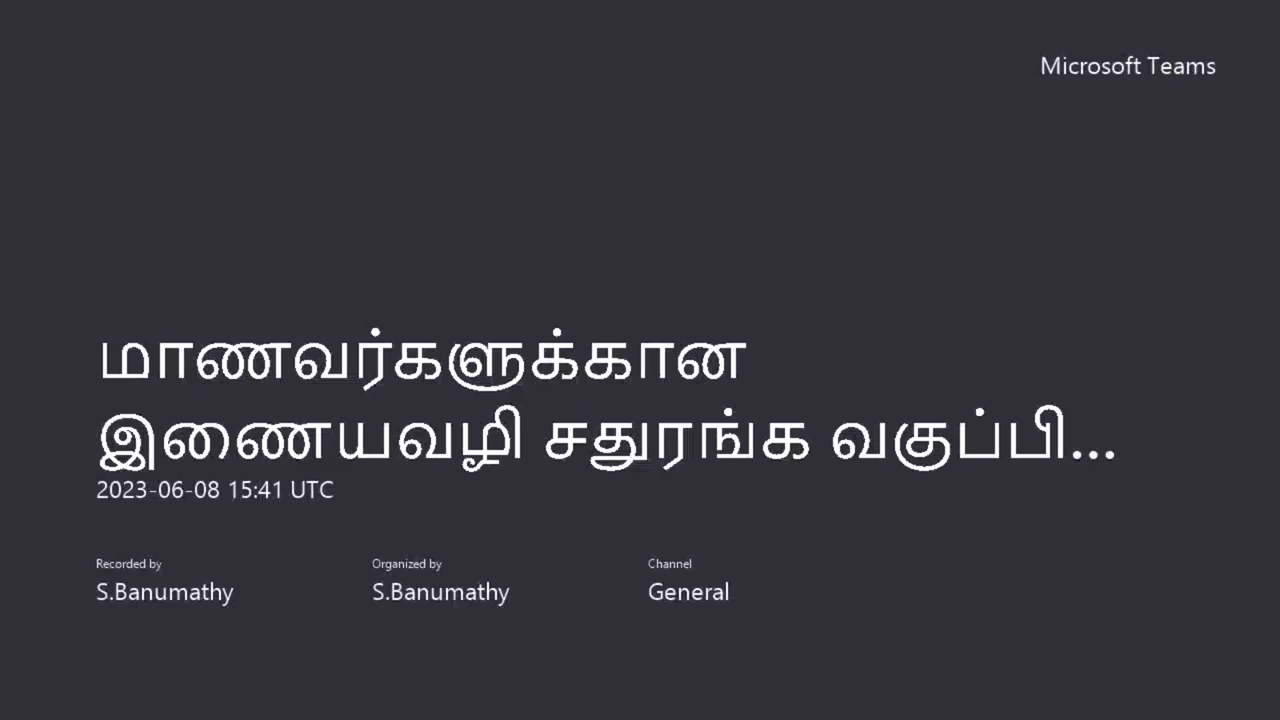 Microsoft Teams
மாணவர்களுக்கான
இணையவழி சதுரங்க வகுப்பி...
2023-06-08 15:41 UTC
Recorded by
S.Banumathy
Organized by
S.Banumathy
Channel
General